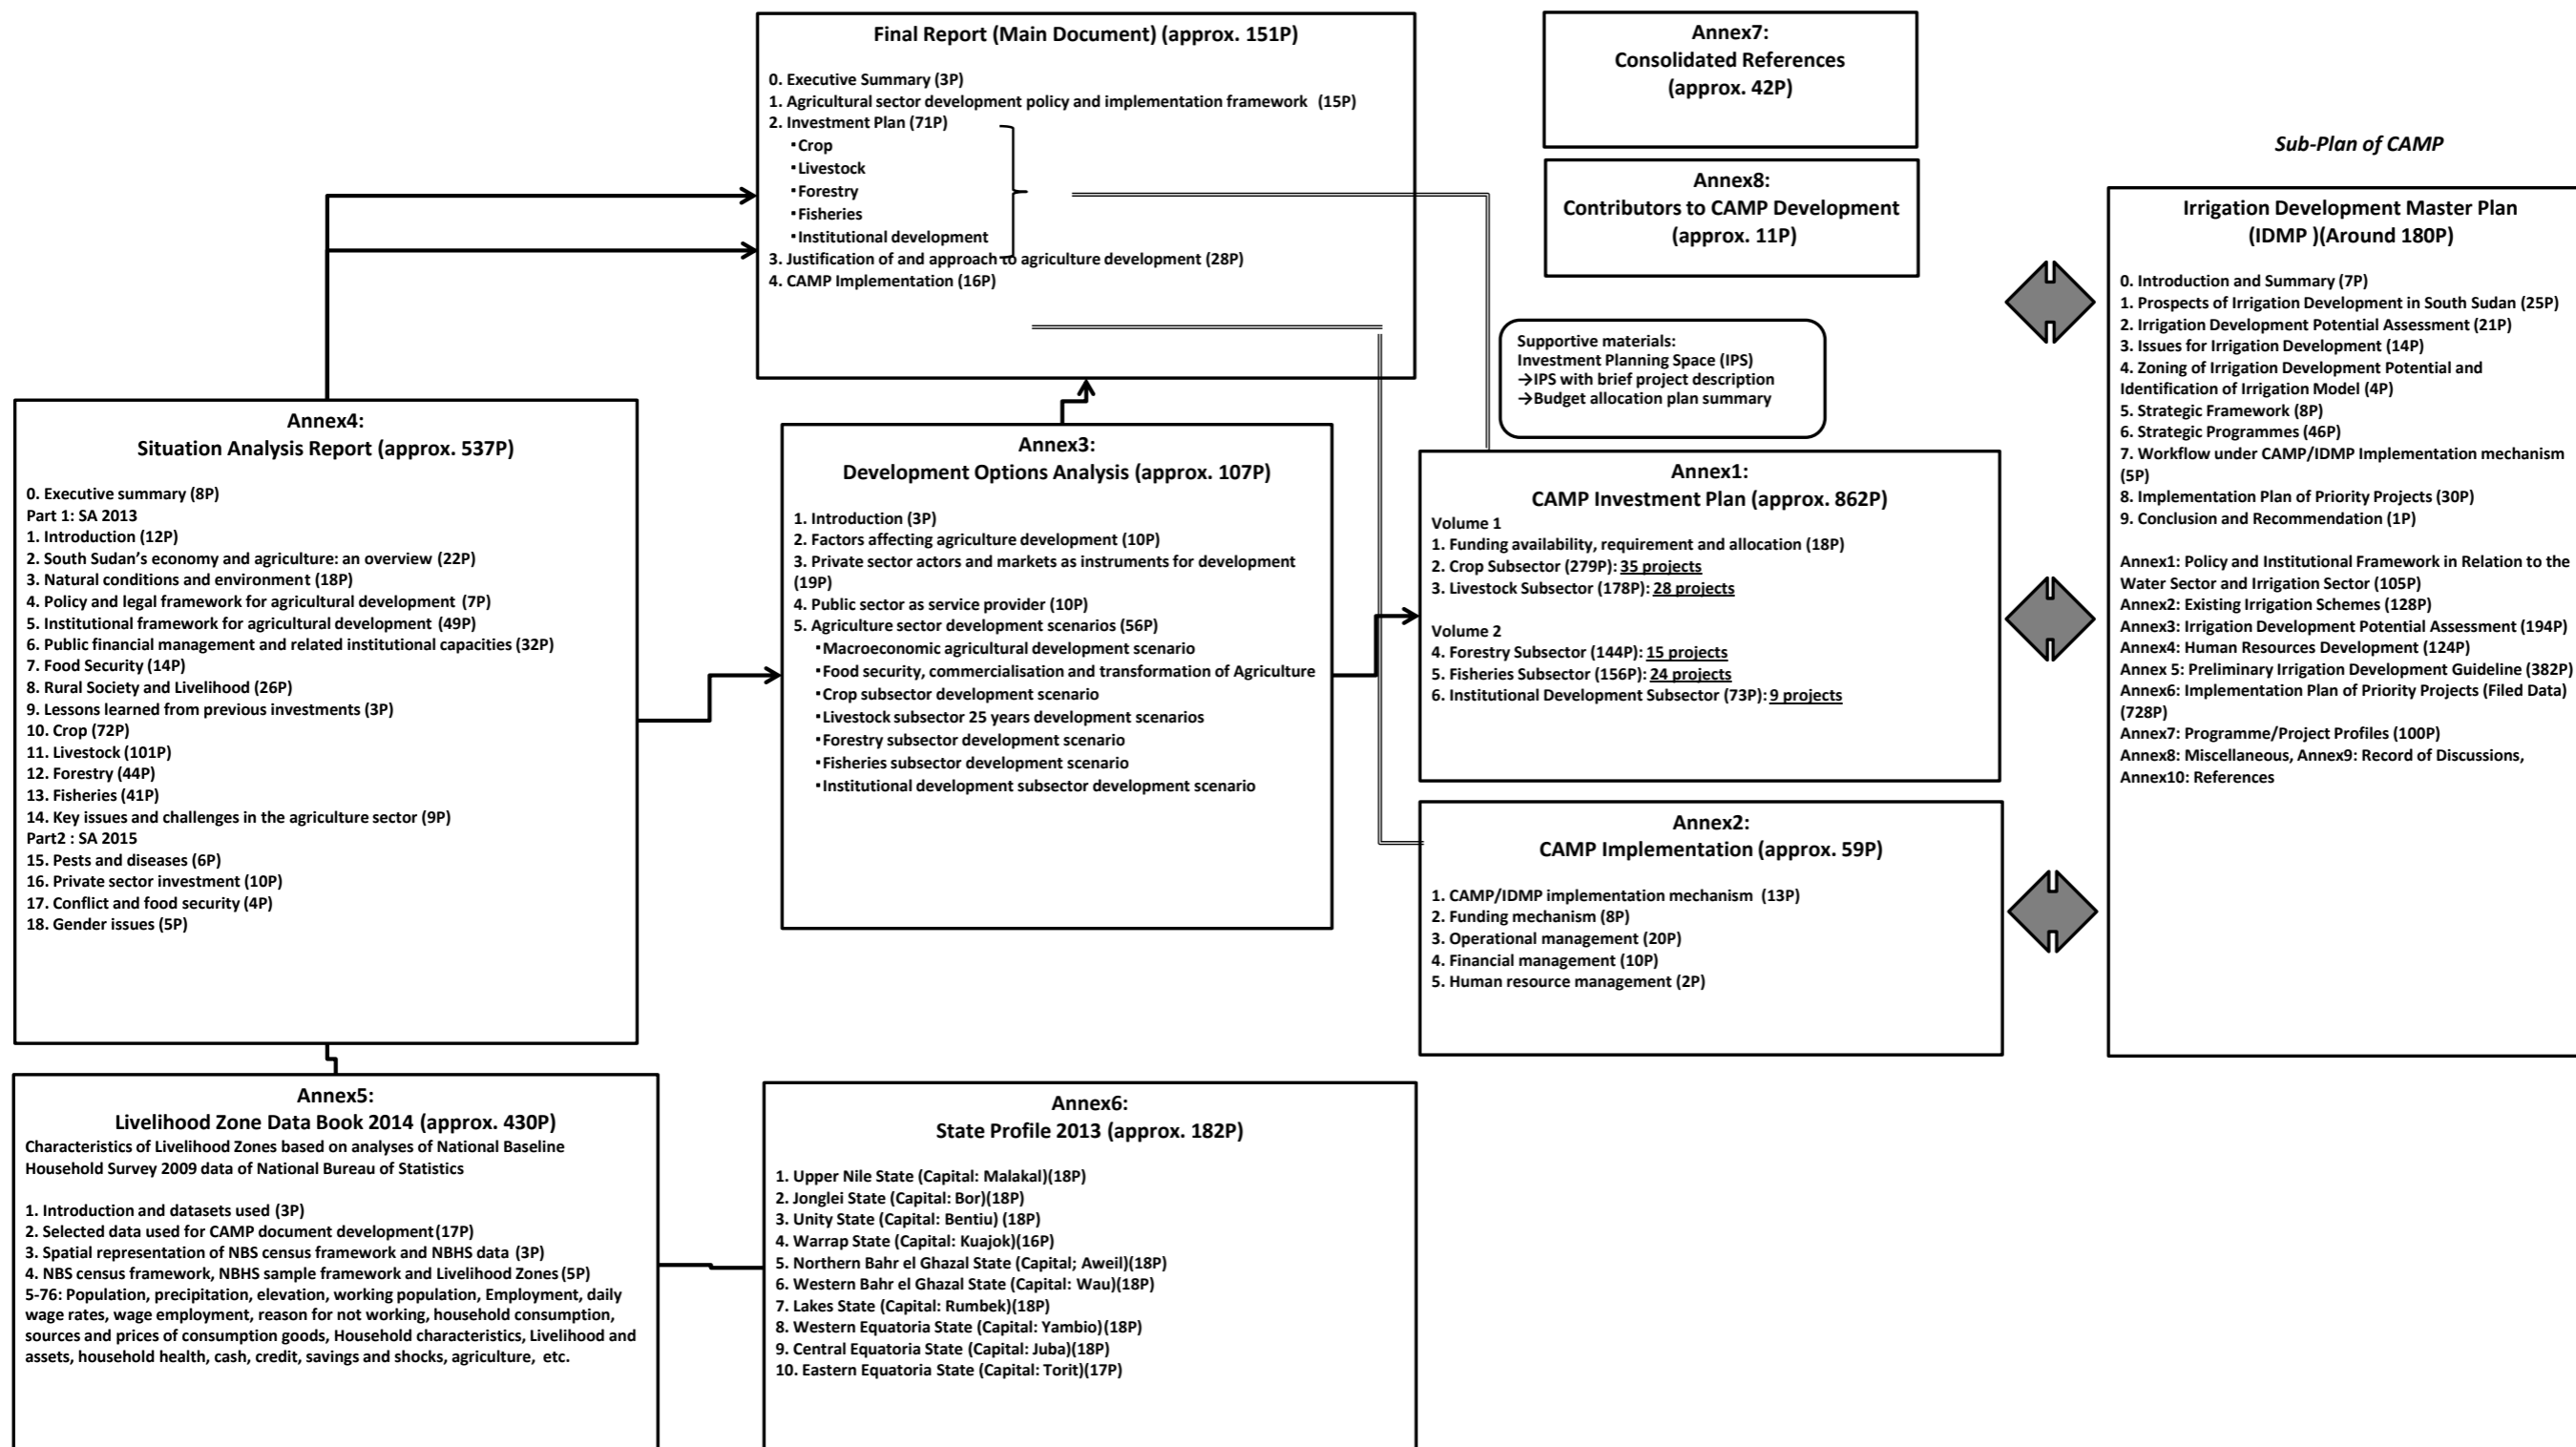 Final Report (Main Document) (approx. 151P)
0. Executive Summary (3P)
1. Agricultural sector development policy and implementation framework (15P)
2. Investment Plan (71P)
・Crop
・Livestock
・Forestry
・Fisheries
・Institutional development
3. Justification of and approach to agriculture development (28P)
4. CAMP Implementation (16P)
Annex7:
Consolidated References
(approx. 42P)
Annex8:
Contributors to CAMP Development
(approx. 11P)
Sub-Plan of CAMP
Irrigation Development Master Plan
(IDMP )(Around 180P)
0. Introduction and Summary (7P)
1. Prospects of Irrigation Development in South Sudan (25P)
2. Irrigation Development Potential Assessment (21P)
3. Issues for Irrigation Development (14P)
4. Zoning of Irrigation Development Potential and
Identification of Irrigation Model (4P)
5. Strategic Framework (8P)
6. Strategic Programmes (46P)
7. Workflow under CAMP/IDMP Implementation mechanism
(5P)
8. Implementation Plan of Priority Projects (30P)
9. Conclusion and Recommendation (1P)
Annex1: Policy and Institutional Framework in Relation to the
Water Sector and Irrigation Sector (105P)
Annex2: Existing Irrigation Schemes (128P)
Annex3: Irrigation Development Potential Assessment (194P)
Annex4: Human Resources Development (124P)
Annex 5: Preliminary Irrigation Development Guideline (382P)
Annex6: Implementation Plan of Priority Projects (Filed Data)
(728P)
Annex7: Programme/Project Profiles (100P)
Annex8: Miscellaneous, Annex9: Record of Discussions,
Annex10: References
Supportive materials:
Investment Planning Space (IPS)
→IPS with brief project description
→Budget allocation plan summary
Annex4:
Situation Analysis Report (approx. 537P)
0. Executive summary (8P)
Part 1: SA 2013
1. Introduction (12P)
2. South Sudan's economy and agriculture: an overview (22P)
3. Natural conditions and environment (18P)
4. Policy and legal framework for agricultural development (7P)
5. Institutional framework for agricultural development (49P)
6. Public financial management and related institutional capacities (32P)
7. Food Security (14P)
8. Rural Society and Livelihood (26P)
9. Lessons learned from previous investments (3P)
10. Crop (72P)
11. Livestock (101P)
12. Forestry (44P)
13. Fisheries (41P)
14. Key issues and challenges in the agriculture sector (9P)
Part2 : SA 2015
15. Pests and diseases (6P)
16. Private sector investment (10P)
17. Conflict and food security (4P)
18. Gender issues (5P)
Annex3:
Development Options Analysis (approx. 107P)
1. Introduction (3P)
2. Factors affecting agriculture development (10P)
3. Private sector actors and markets as instruments for development
(19P)
4. Public sector as service provider (10P)
5. Agriculture sector development scenarios (56P)
・Macroeconomic agricultural development scenario
・Food security, commercialisation and transformation of Agriculture
・Crop subsector development scenario
・Livestock subsector 25 years development scenarios
・Forestry subsector development scenario
・Fisheries subsector development scenario
・Institutional development subsector development scenario
Annex1:
CAMP Investment Plan (approx. 862P)
Volume 1
1. Funding availability, requirement and allocation (18P)
2. Crop Subsector (279P): 35 projects
3. Livestock Subsector (178P): 28 projects
Volume 2
4. Forestry Subsector (144P): 15 projects
5. Fisheries Subsector (156P): 24 projects
6. Institutional Development Subsector (73P): 9 projects
Annex2:
CAMP Implementation (approx. 59P)
1. CAMP/IDMP implementation mechanism (13P)
2. Funding mechanism (8P)
3. Operational management (20P)
4. Financial management (10P)
5. Human resource management (2P)
Annex5:
Livelihood Zone Data Book 2014 (approx. 430P)
Characteristics of Livelihood Zones based on analyses of National Baseline
Household Survey 2009 data of National Bureau of Statistics
1. Introduction and datasets used (3P)
2. Selected data used for CAMP document development (17P)
3. Spatial representation of NBS census framework and NBHS data (3P)
4. NBS census framework, NBHS sample framework and Livelihood Zones (5P)
5-76: Population, precipitation, elevation, working population, Employment, daily
wage rates, wage employment, reason for not working, household consumption,
sources and prices of consumption goods, Household characteristics, Livelihood and
assets, household health, cash, credit, savings and shocks, agriculture, etc.
Annex6:
State Profile 2013 (approx. 182P)
1. Upper Nile State (Capital: Malakal)(18P)
2. Jonglei State (Capital: Bor)(18P)
3. Unity State (Capital: Bentiu) (18P)
4. Warrap State (Capital: Kuajok)(16P)
5. Northern Bahr el Ghazal State (Capital; Aweil)(18P)
6. Western Bahr el Ghazal State (Capital: Wau)(18P)
7. Lakes State (Capital: Rumbek)(18P)
8. Western Equatoria State (Capital: Yambio)(18P)
9. Central Equatoria State (Capital: Juba)(18P)
10. Eastern Equatoria State (Capital: Torit)(17P)